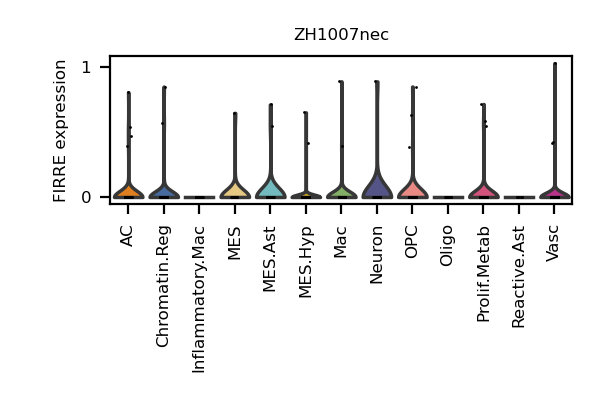 ZH1007nec
FIRRE expression
1
0
AC
Chromatin.Reg
Inflammatory.Mac
MES
MES.Ast
MES.Hyp
Mac
Neuron
OPC
Oligo
Prolif.Metab
Reactive.Ast
Vasc